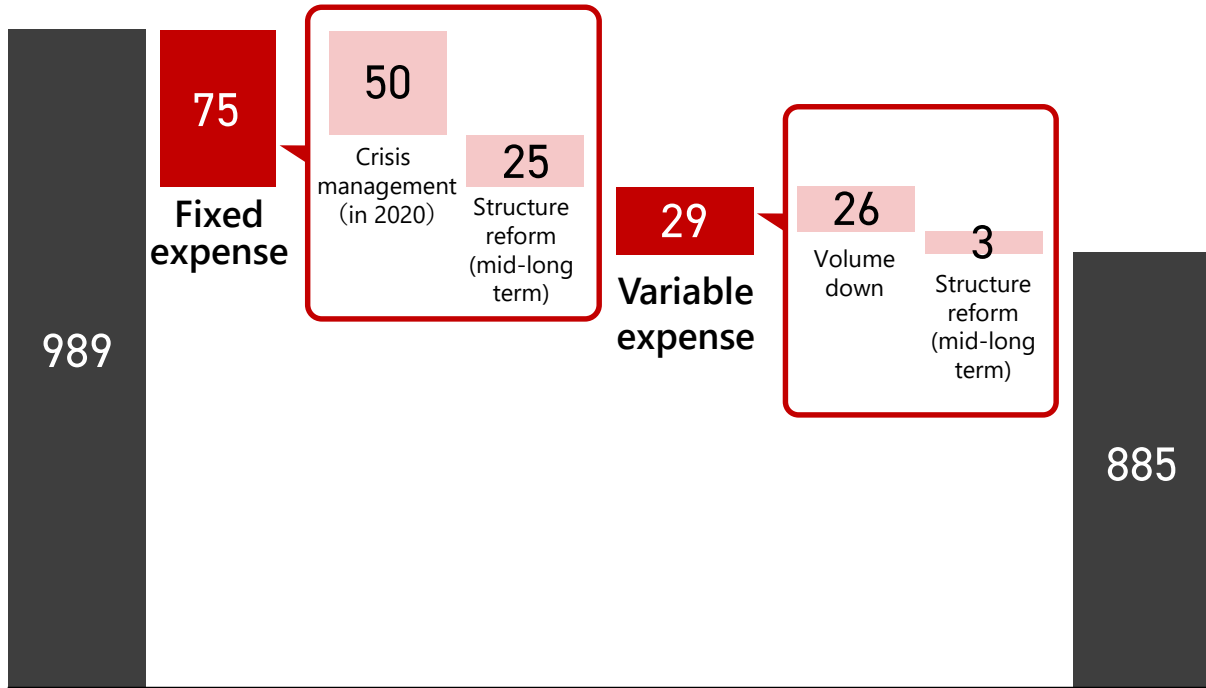 989
75
Fixed
expense
50
Crisis
management
（in 2020）
25
Structure
reform
(mid-long
term)
29
Variable
expense
26
Volume
down
3
Structure
reform
(mid-long
term)
885